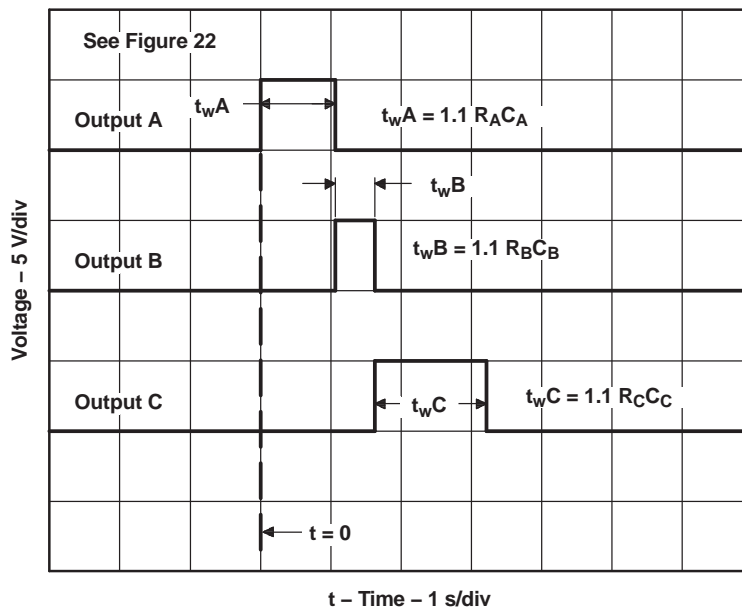 See Figure 22
twA
Output A
twA = 1.1 RACA
twB
Output B
twB = 1.1 RBCB
Output C
twC
twC = 1.1 RCCC
t = 0
Voltage – 5 V/div
t – Time – 1 s/div